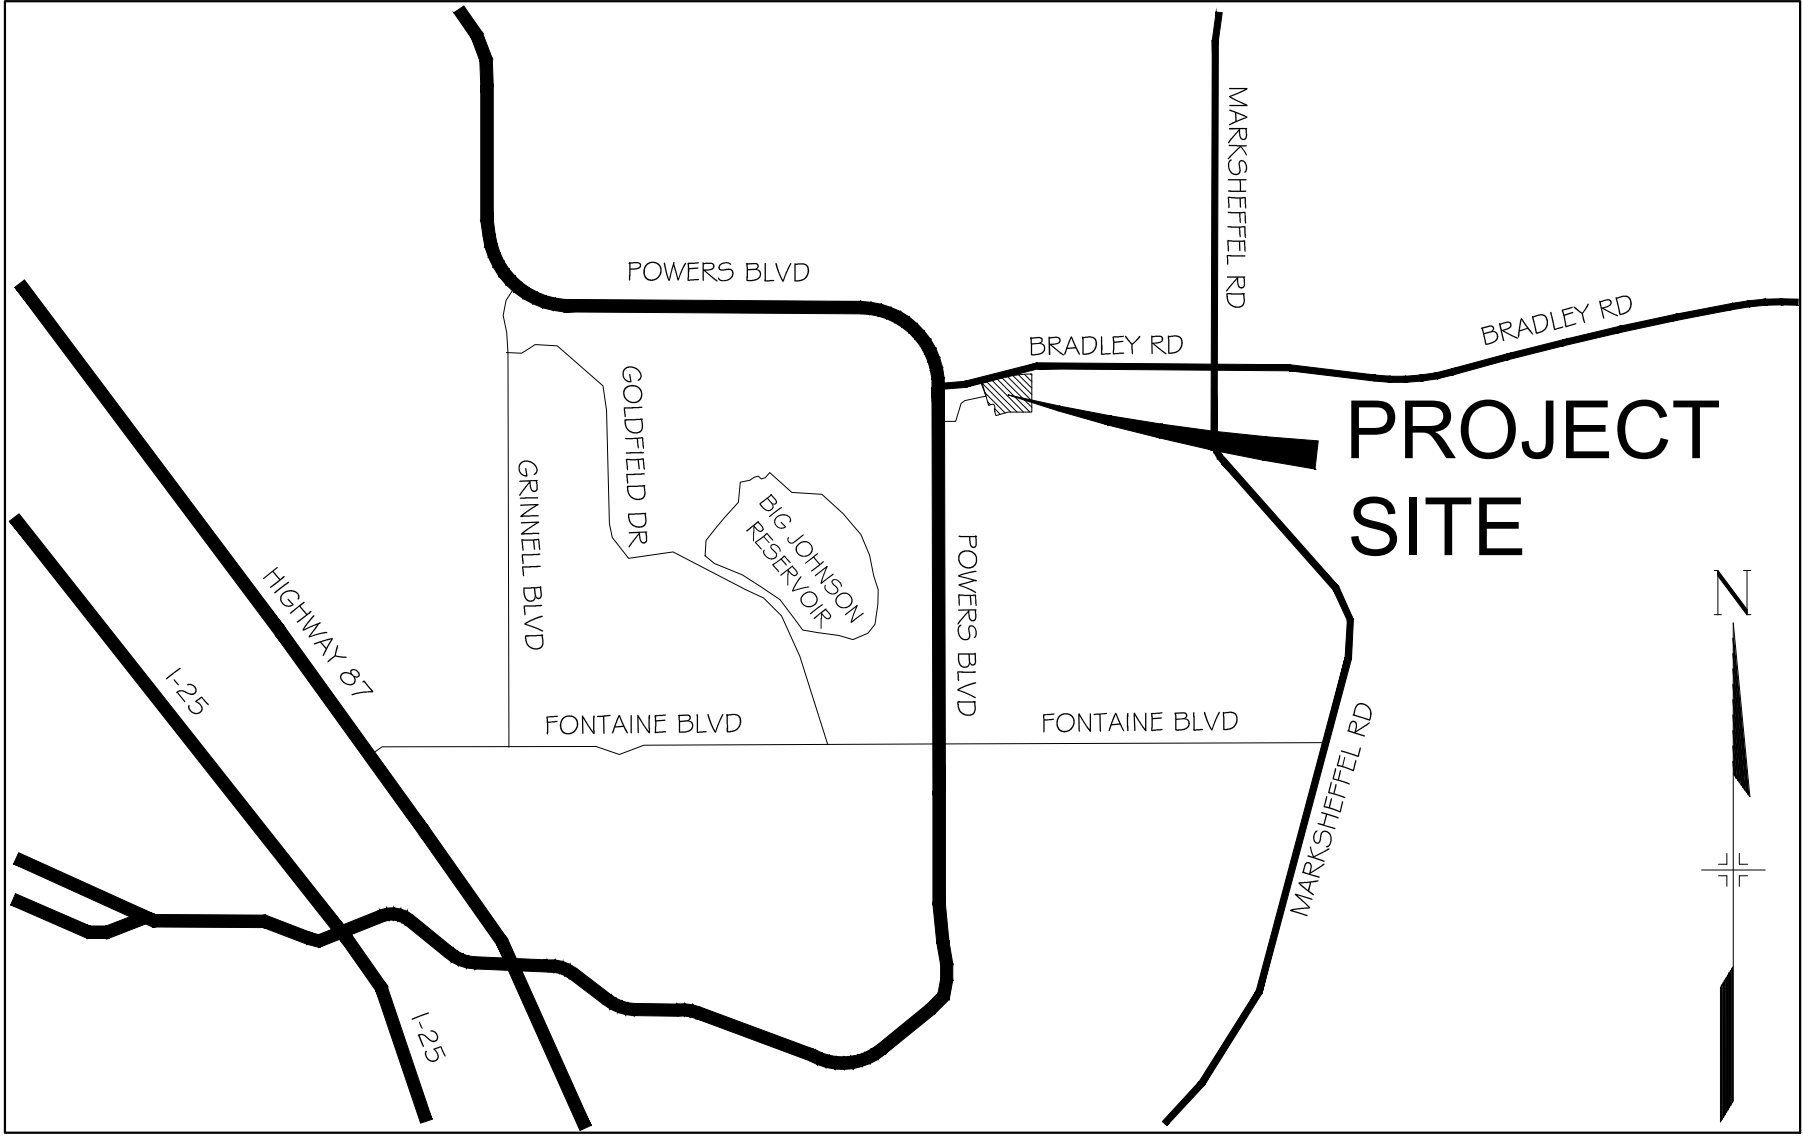 MARKSHEFFEL RD
POWERS BLVD
BRADLEY RD
BRADLEY RD
GOLDFIELD DR
PROJECT
SITE
GRINNELL BLVD
BIG JOHNSON
RESERVOIR
POWERS BLVD
N
HIGHWAY 87
I-25
FONTAINE BLVD
FONTAINE BLVD
MARKSHEFFEL RD
I-25